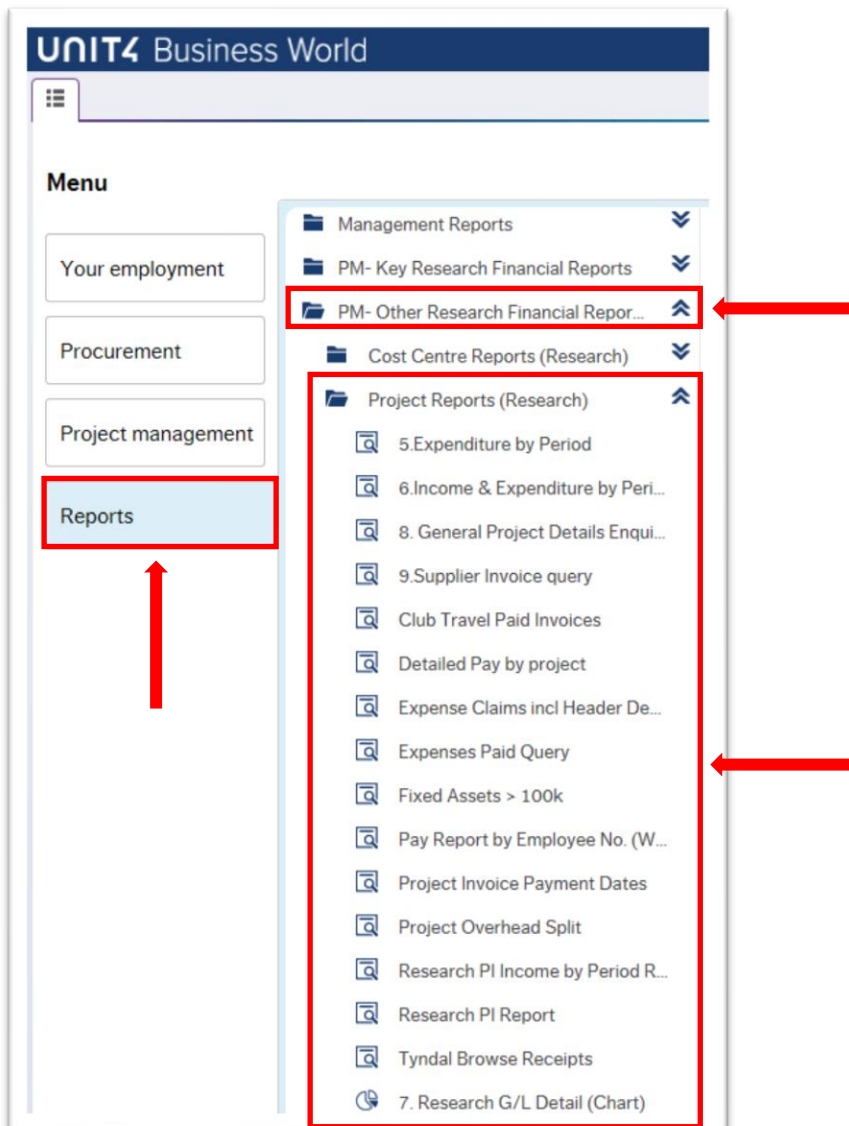 UNIT4 Business World
Menu
Your employment
Procurement
Project management
Reports
Management Reports
PM- Key Research Financial Reports
PM- Other Research Financial Repor...
Cost Centre Reports (Research)
Project Reports (Research)
5.Expenditure by Period
6.Income & Expenditure by Peri...
8. General Project Details Enqui...
9.Supplier Invoice query
Club Travel Paid Invoices
Detailed Pay by project
Expense Claims incl Header De...
Expenses Paid Query
Fixed Assets > 100k
Pay Report by Employee No. (W...
Project Invoice Payment Dates
Project Overhead Split
Research PI Income by Period R...
Research PI Report
Tyndal Browse Receipts
7. Research G/L Detail (Chart)